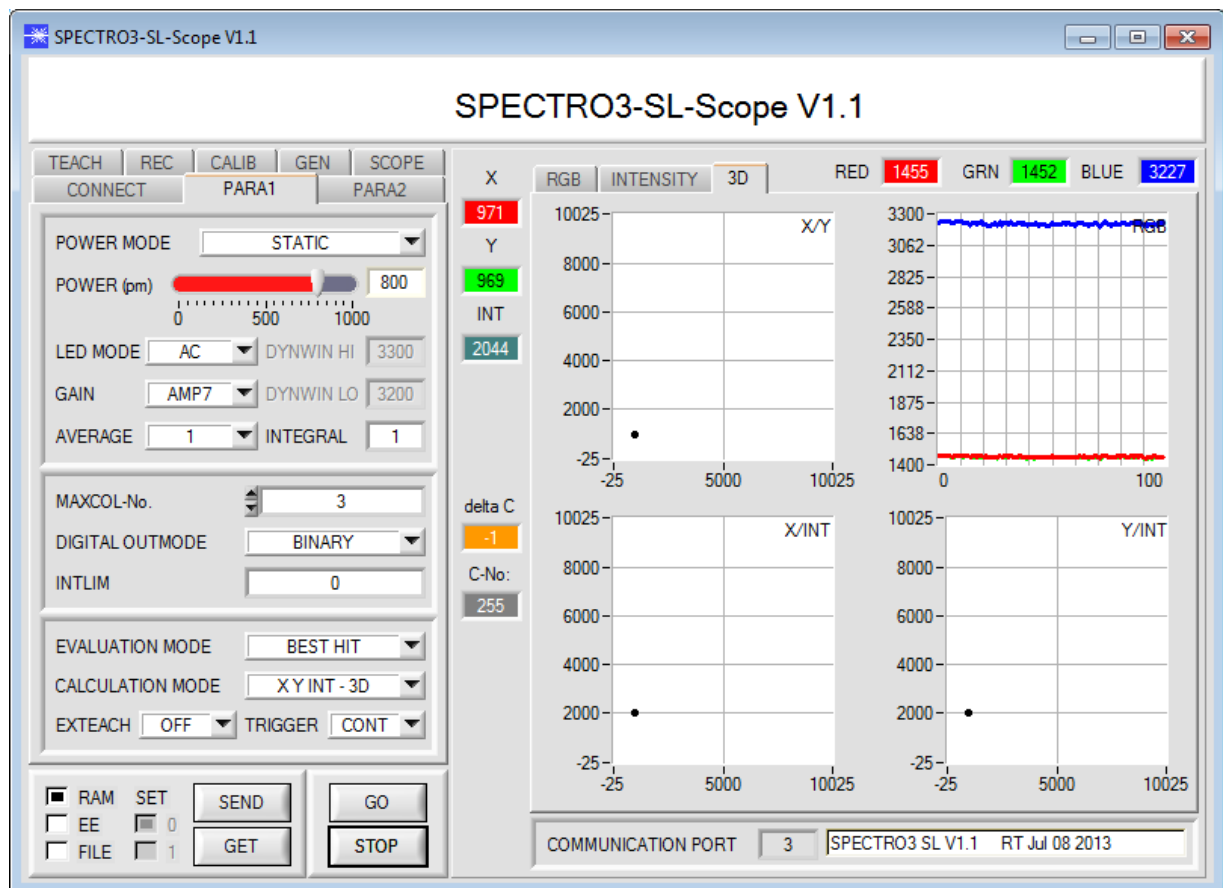 SPECTRO3-SL-Scope V1.1
SPECTRO3-SL-Scope V1.1
TEACH REC CALIB GEN SCOPE
CONNECT PARA1 PARA2
POWER MODE STATIC
POWER (pm) 800
0 500 1000
LED MODE AC DYNWIN HI 3300
GAIN AMP7 DYNWIN LO 3200
AVERAGE 1 INTEGRAL 1
MAXCOL-No. 3
DIGITAL OUTMODE BINARY
INTLIM 0
EVALUATION MODE BEST HIT
CALCULATION MODE X Y INT - 3D
EXTEACH OFF TRIGGER CONT
RAM SET SEND GO
EE 0
FILE 1 GET STOP
X
971
Y
969
INT
2044
delta C
-1
C-No:
255
RGB INTENSITY 3D RED 1455 GRN 1452 BLUE 3227
X/Y
10025
8000
6000
4000
2000
-25
-25 5000 10025
RGB
3300
3062
2825
2588
2350
2112
1875
1638
1400
0 100
X/INT
10025
8000
6000
4000
2000
-25
-25 5000 10025
Y/INT
10025
8000
6000
4000
2000
-25
-25 5000 10025
COMMUNICATION PORT 3 SPECTRO3 SL V1.1 RT Jul 08 2013